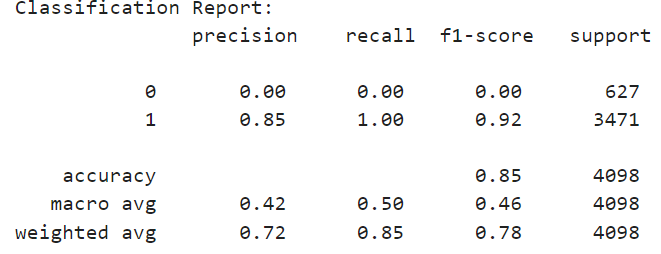 Classification Report:
precision recall f1-score support
0 0.00 0.00 0.00 627
1 0.85 1.00 0.92 3471
accuracy 0.85 4098
macro avg 0.42 0.50 0.46 4098
weighted avg 0.72 0.85 0.78 4098